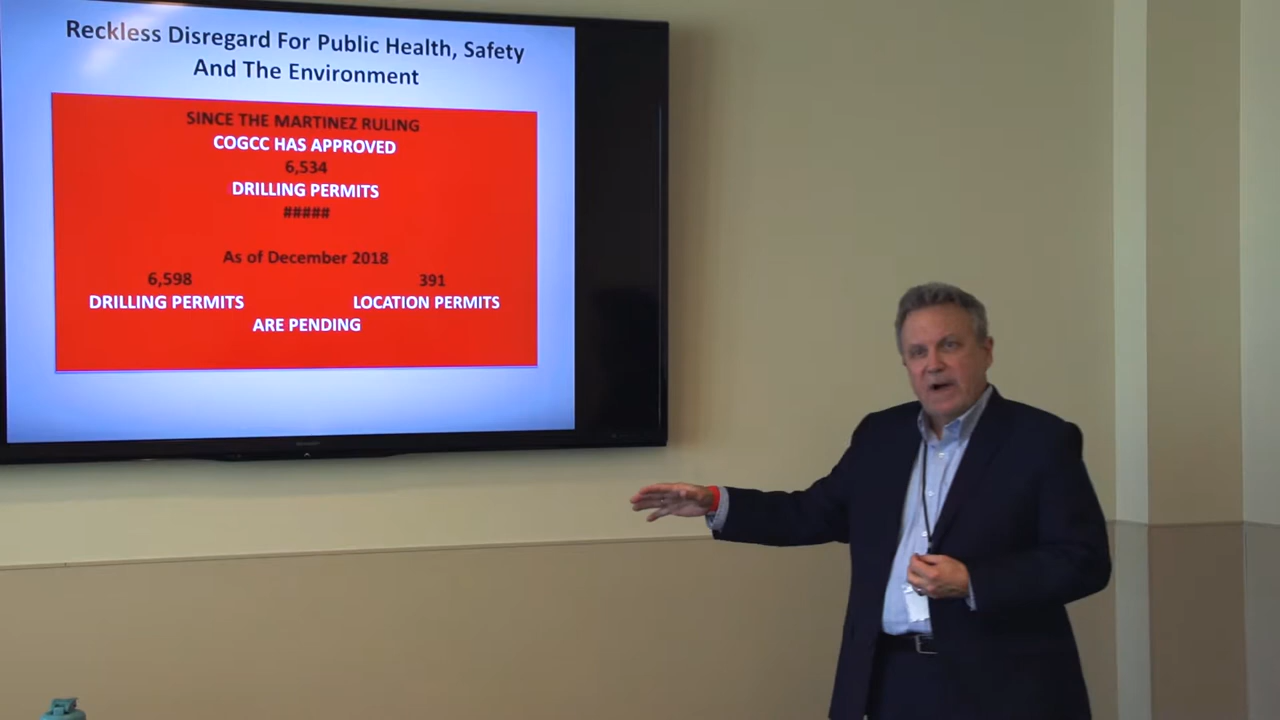 Reckless Disregard For Public Health, Safety
And The Environment
SINCE THE MARTINEZ RULING
COGCC HAS APPROVED
6,534
DRILLING PERMITS
#####
As of December 2018
6,598 391
DRILLING PERMITS LOCATION PERMITS
ARE PENDING